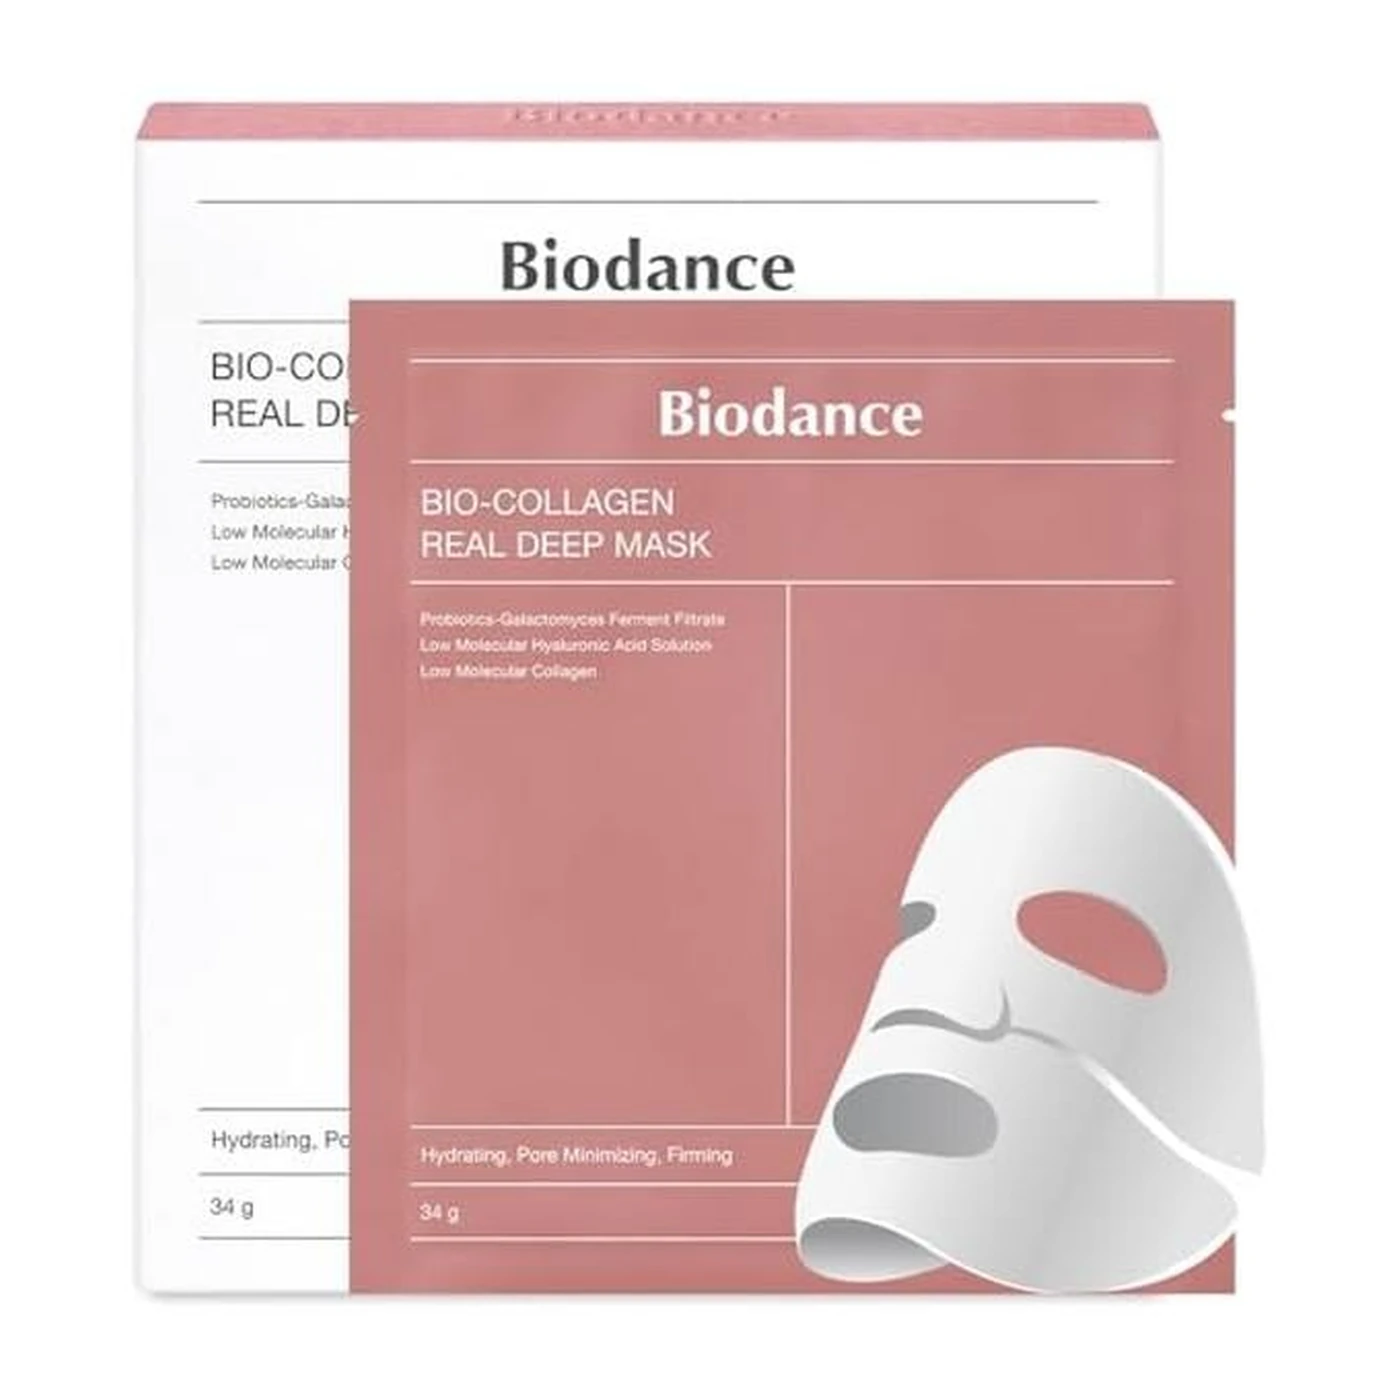 Biodance
Biodance
BIO-CO
REAL DE
Probiotics-Galac
Low Molecular H
Low Molecular C
Hydrating, Po
34 g
Biodance
BIO-COLLAGEN
REAL DEEP MASK
Probiotics-Galactomyces Ferment Filtrate
Low Molecular Hyaluronic Acid Solution
Low Molecular Collagen
Hydrating, Pore Minimizing, Firming
34 g